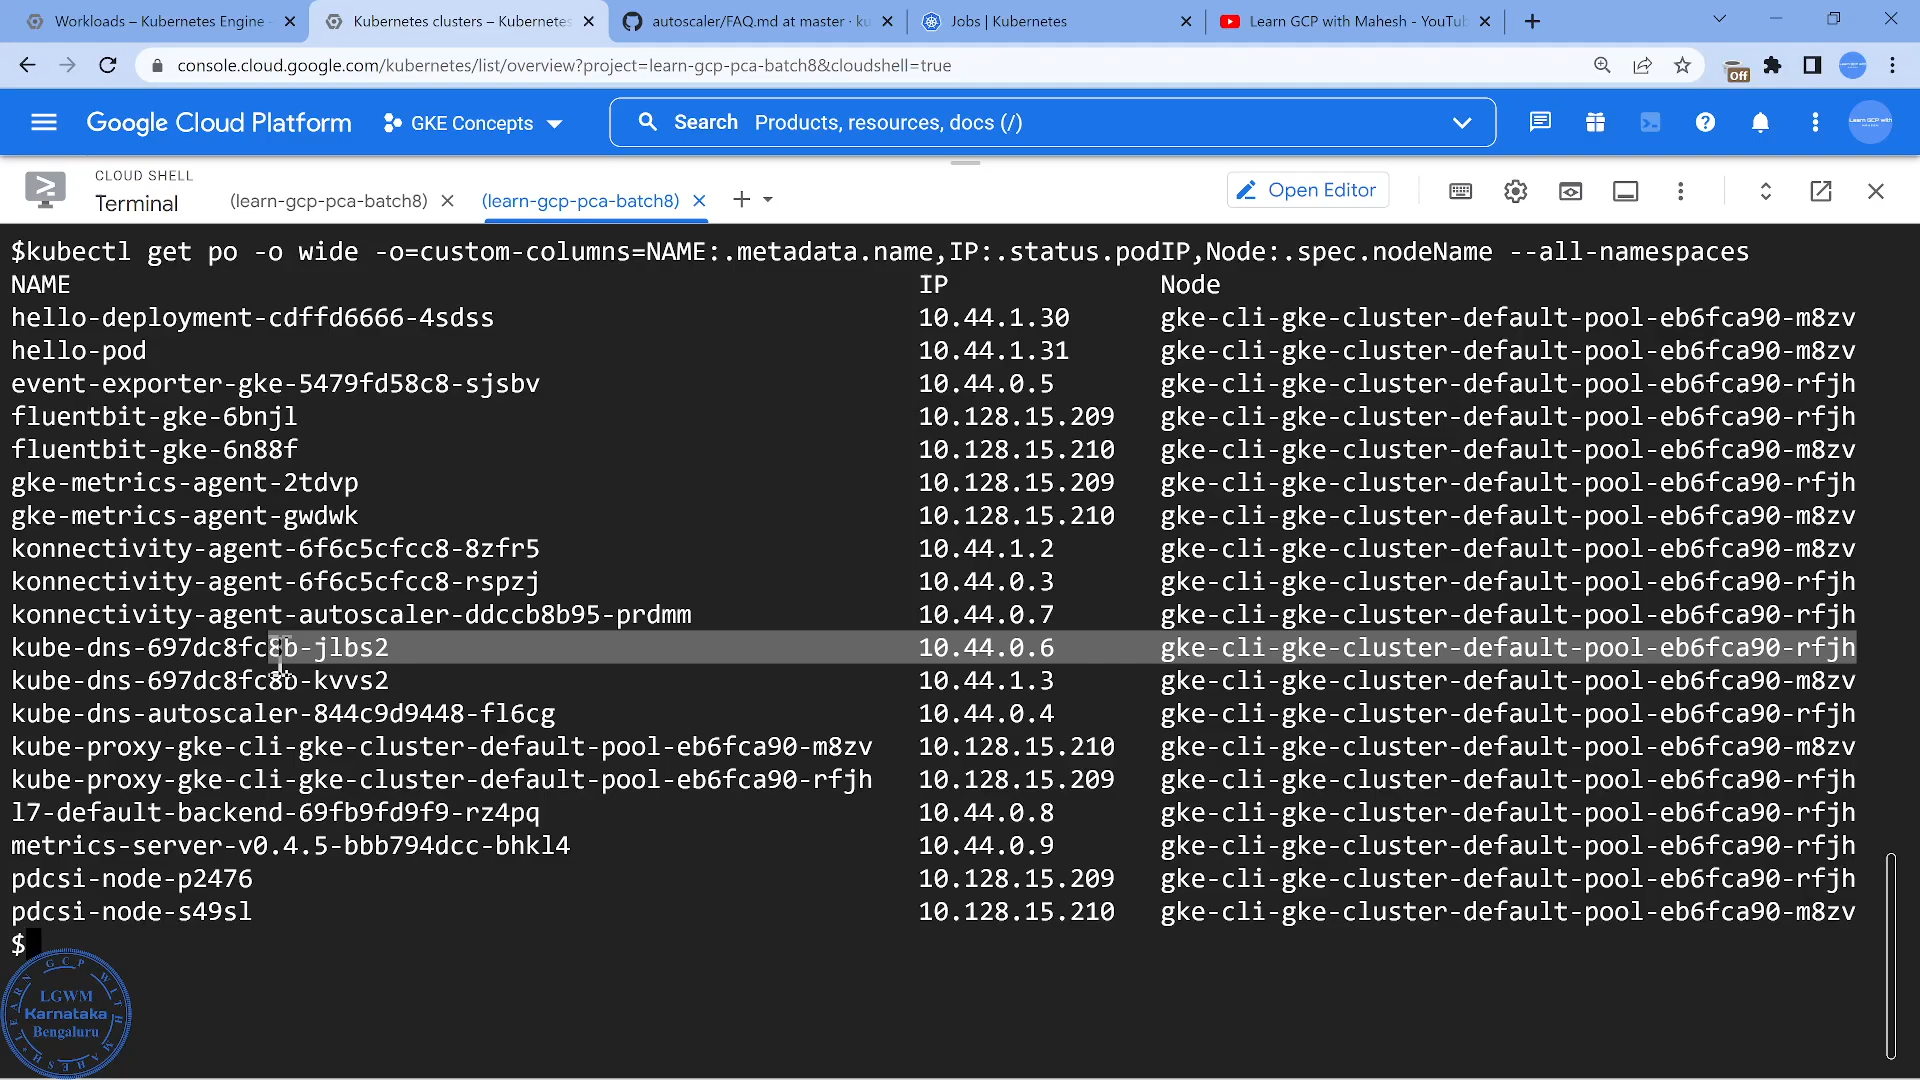 Workloads – Kubernetes Engine
Kubernetes clusters – Kubernetes
autoscaler/FAQ.md at master · ku
Jobs | Kubernetes
Learn GCP with Mahesh - YouTub
console.cloud.google.com/kubernetes/list/overview?project=learn-gcp-pca-batch8&cloudshell=true
Off
Google Cloud Platform
GKE Concepts
Search Products, resources, docs (/)
CLOUD SHELL
Terminal
(learn-gcp-pca-batch8)
(learn-gcp-pca-batch8)
Open Editor
$kubectl get po -o wide -o=custom-columns=NAME:.metadata.name,IP:.status.podIP,Node:.spec.nodeName --all-namespaces
NAME IP Node
hello-deployment-cdffd6666-4sdss 10.44.1.30 gke-cli-gke-cluster-default-pool-eb6fca90-m8zv
hello-pod 10.44.1.31 gke-cli-gke-cluster-default-pool-eb6fca90-m8zv
event-exporter-gke-5479fd58c8-sjsbv 10.44.0.5 gke-cli-gke-cluster-default-pool-eb6fca90-rfjh
fluentbit-gke-6bnjl 10.128.15.209 gke-cli-gke-cluster-default-pool-eb6fca90-rfjh
fluentbit-gke-6n88f 10.128.15.210 gke-cli-gke-cluster-default-pool-eb6fca90-m8zv
gke-metrics-agent-2tdvp 10.128.15.209 gke-cli-gke-cluster-default-pool-eb6fca90-rfjh
gke-metrics-agent-gwdwk 10.128.15.210 gke-cli-gke-cluster-default-pool-eb6fca90-m8zv
konnectivity-agent-6f6c5cfcc8-8zfr5 10.44.1.2 gke-cli-gke-cluster-default-pool-eb6fca90-m8zv
konnectivity-agent-6f6c5cfcc8-rspzj 10.44.0.3 gke-cli-gke-cluster-default-pool-eb6fca90-rfjh
konnectivity-agent-autoscaler-ddccb8b95-prdmm 10.44.0.7 gke-cli-gke-cluster-default-pool-eb6fca90-rfjh
kube-dns-697dc8fc8b-jlbs2 10.44.0.6 gke-cli-gke-cluster-default-pool-eb6fca90-rfjh
kube-dns-697dc8fc8b-kvvs2 10.44.1.3 gke-cli-gke-cluster-default-pool-eb6fca90-m8zv
kube-dns-autoscaler-844c9d9448-fl6cg 10.44.0.4 gke-cli-gke-cluster-default-pool-eb6fca90-rfjh
kube-proxy-gke-cli-gke-cluster-default-pool-eb6fca90-m8zv 10.128.15.210 gke-cli-gke-cluster-default-pool-eb6fca90-m8zv
kube-proxy-gke-cli-gke-cluster-default-pool-eb6fca90-rfjh 10.128.15.209 gke-cli-gke-cluster-default-pool-eb6fca90-rfjh
l7-default-backend-69fb9fd9f9-rz4pq 10.44.0.8 gke-cli-gke-cluster-default-pool-eb6fca90-rfjh
metrics-server-v0.4.5-bbb794dcc-bhkl4 10.44.0.9 gke-cli-gke-cluster-default-pool-eb6fca90-rfjh
pdcsi-node-p2476 10.128.15.209 gke-cli-gke-cluster-default-pool-eb6fca90-rfjh
pdcsi-node-s49sl 10.128.15.210 gke-cli-gke-cluster-default-pool-eb6fca90-m8zv
$
LEARN GCP WITH MAHESH
LGWM
Karnataka
Bengaluru